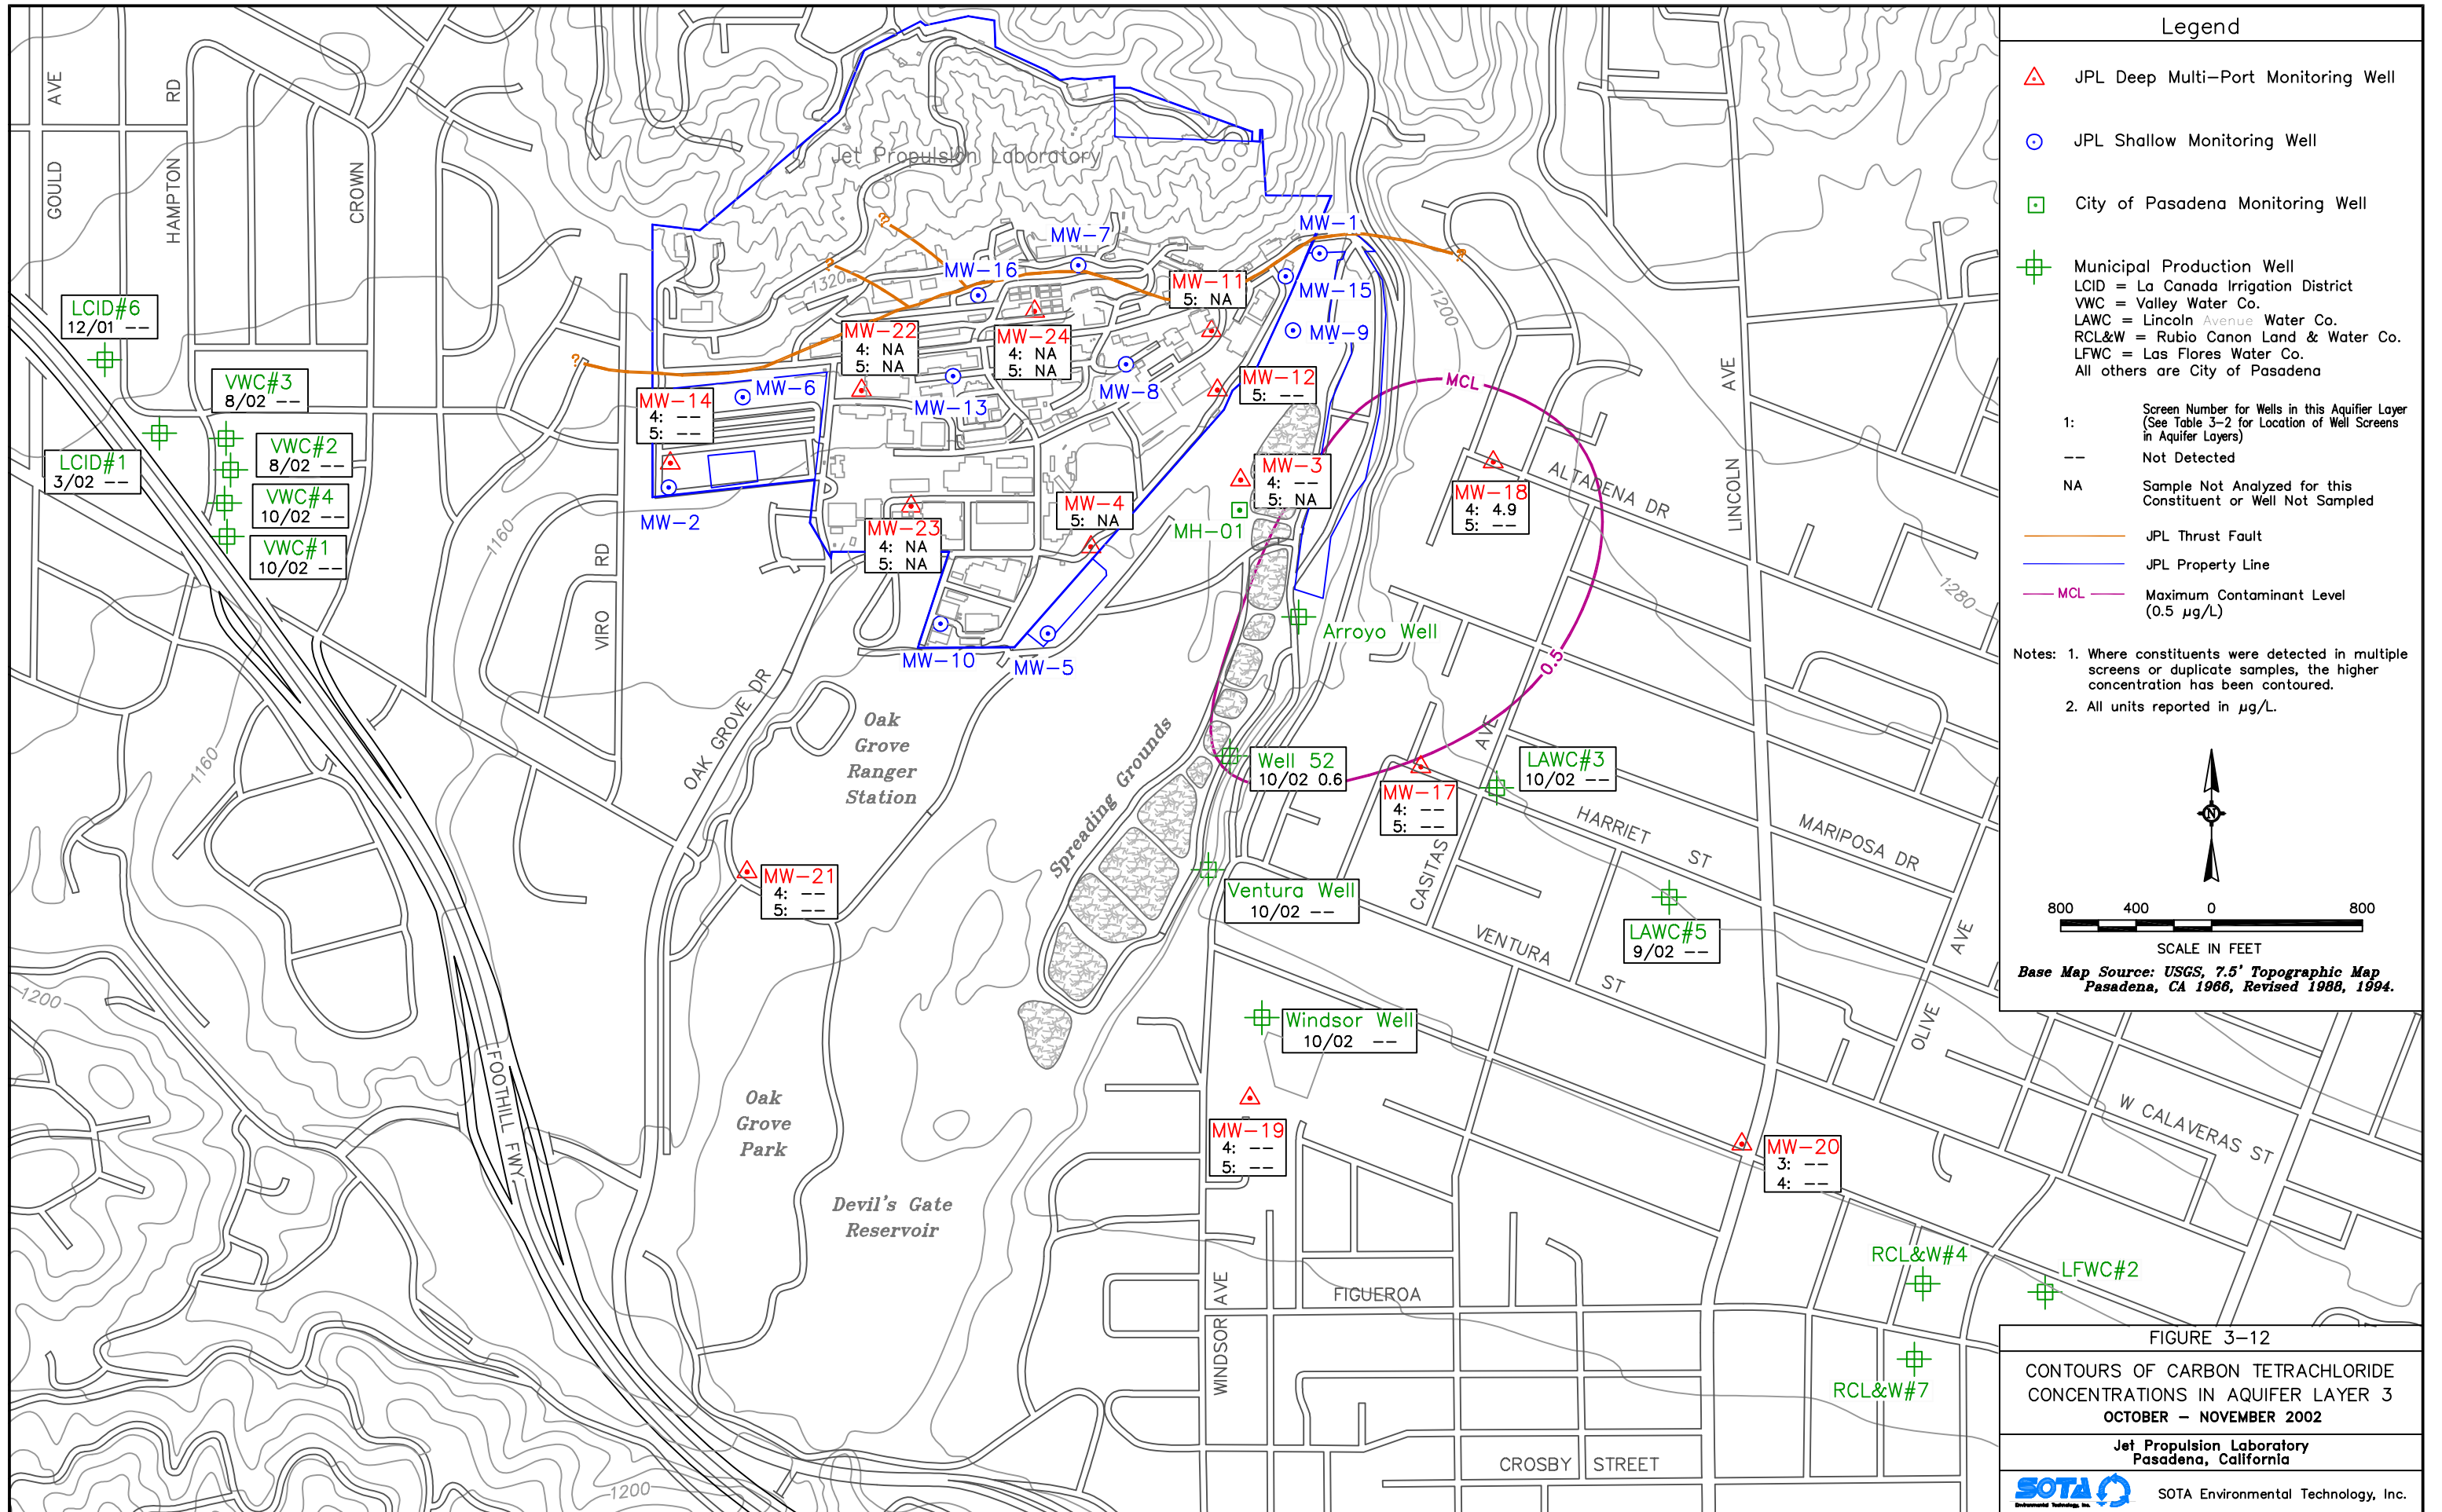 Legend
JPL Deep Multi-Port Monitoring Well
JPL Shallow Monitoring Well
City of Pasadena Monitoring Well
Municipal Production Well
LCID = La Canada Irrigation District
VWC = Valley Water Co.
LAWC = Lincoln Avenue Water Co.
RCL&W = Rubio Canon Land & Water Co.
LFWC = Las Flores Water Co.
All others are City of Pasadena
1:
Screen Number for Wells in this Aquifier Layer
(See Table 3-2 for Location of Well Screens
in Aquifer Layers)
-- Not Detected
NA
Sample Not Analyzed for this
Constituent or Well Not Sampled
JPL Thrust Fault
JPL Property Line
MCL
Maximum Contaminant Level
(0.5 µg/L)
Notes: 1. Where constituents were detected in multiple
screens or duplicate samples, the higher
concentration has been contoured.
2. All units reported in µg/L.
N
800 400 0 800
SCALE IN FEET
Base Map Source: USGS, 7.5' Topographic Map
Pasadena, CA 1966, Revised 1988, 1994.
FIGURE 3-12
CONTOURS OF CARBON TETRACHLORIDE
CONCENTRATIONS IN AQUIFER LAYER 3
OCTOBER - NOVEMBER 2002
Jet Propulsion Laboratory
Pasadena, California
SOTA
Environmental Technology, Inc.
SOTA Environmental Technology, Inc.
GOULD AVE
HAMPTON RD
CROWN
Jet Propulsion Laboratory
LCID#6
12/01 --
VWC#3
8/02 --
VWC#2
8/02 --
LCID#1
3/02 --
VWC#4
10/02 --
VWC#1
10/02 --
1160
VIRO RD
1160
1200
FOOTHILL FWY
1200
?
?
??
1320
MW-7
MW-1
MW-16
MW-11
5: NA
MW-15
MW-22
4: NA
5: NA
MW-24
4: NA
5: NA
MW-9
MW-6
MW-13
MW-8
MW-12
5: --
MW-14
4: --
5: --
MW-2
MW-3
4: --
5: NA
MW-4
5: NA
MW-23
4: NA
5: NA
MH-01
MW-10
MW-5
MCL
0.5
1200
MW-18
4: 4.9
5: --
ALTADENA DR
LINCOLN AVE
1280
Arroyo Well
OAK GROVE DR
Oak
Grove
Ranger
Station
Spreading Grounds
Well 52
10/02 0.6
MW-17
4: --
5: --
LAWC#3
10/02 --
CASITAS AVE
HARRIET ST
MARIPOSA DR
MW-21
4: --
5: --
Ventura Well
10/02 --
LAWC#5
9/02 --
VENTURA ST
OLIVE AVE
Windsor Well
10/02 --
Oak
Grove
Park
MW-19
4: --
5: --
MW-20
3: --
4: --
W CALAVERAS ST
Devil's Gate
Reservoir
WINDSOR AVE
FIGUEROA
RCL&W#4
LFWC#2
RCL&W#7
CROSBY STREET